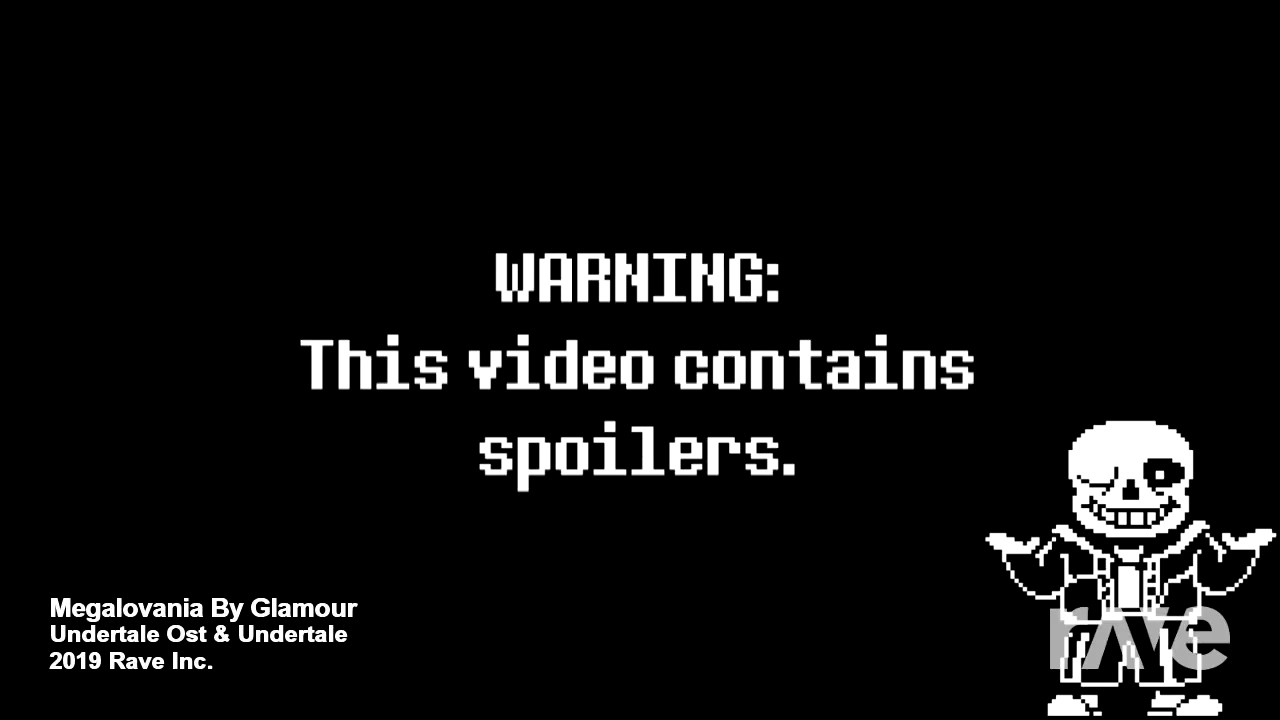 WARNING:
This video contains
spoilers.
Megalovania By Glamour
Undertale Ost & Undertale
2019 Rave Inc.
rave